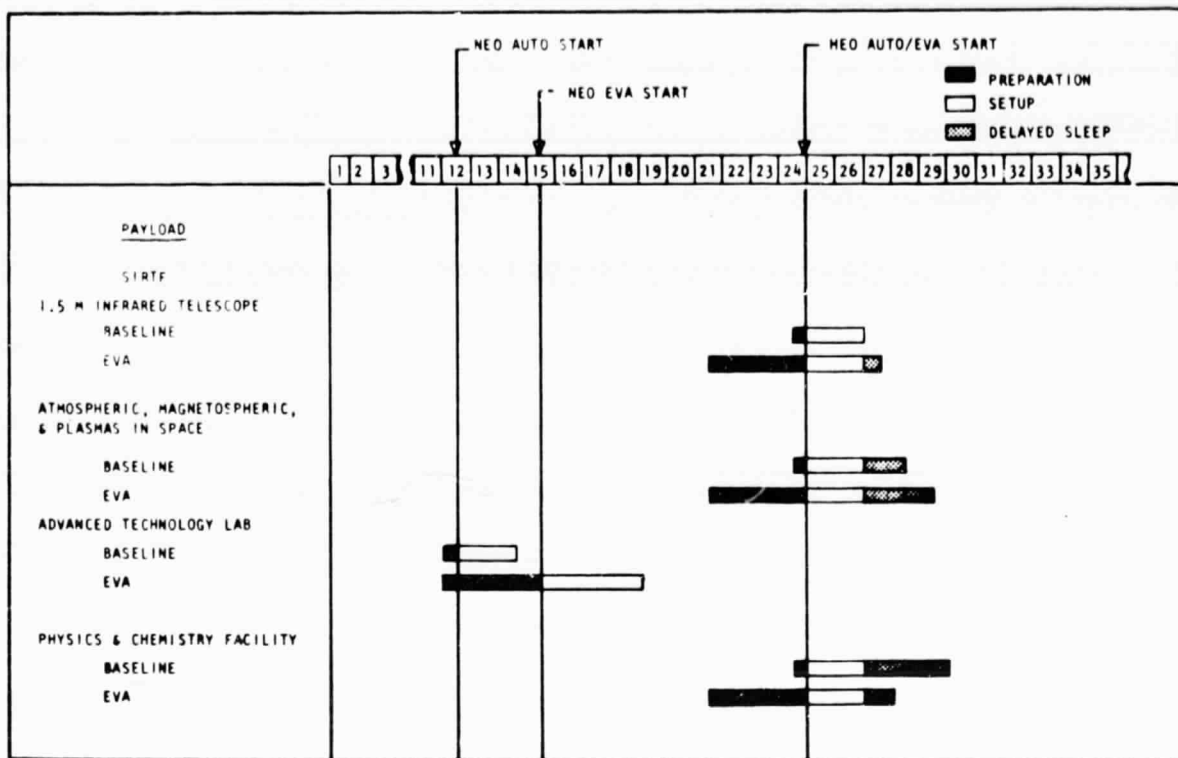 NEO AUTO START
HEO AUTO/EVA START
PREPARATION
NEO EVA START
SETUP
DELAYED SLEEP
1 2 3 11 12 13 14 15 16 17 18 19 20 21 22 23 24 25 26 27 28 29 30 31 32 33 34 35
PAYLOAD
SIRTF
1.5 M INFRARED TELESCOPE
BASELINE
EVA
ATMOSPHERIC, MAGNETOSPHERIC,
& PLASMAS IN SPACE
BASELINE
EVA
ADVANCED TECHNOLOGY LAB
BASELINE
EVA
PHYSICS & CHEMISTRY FACILITY
BASELINE
EVA